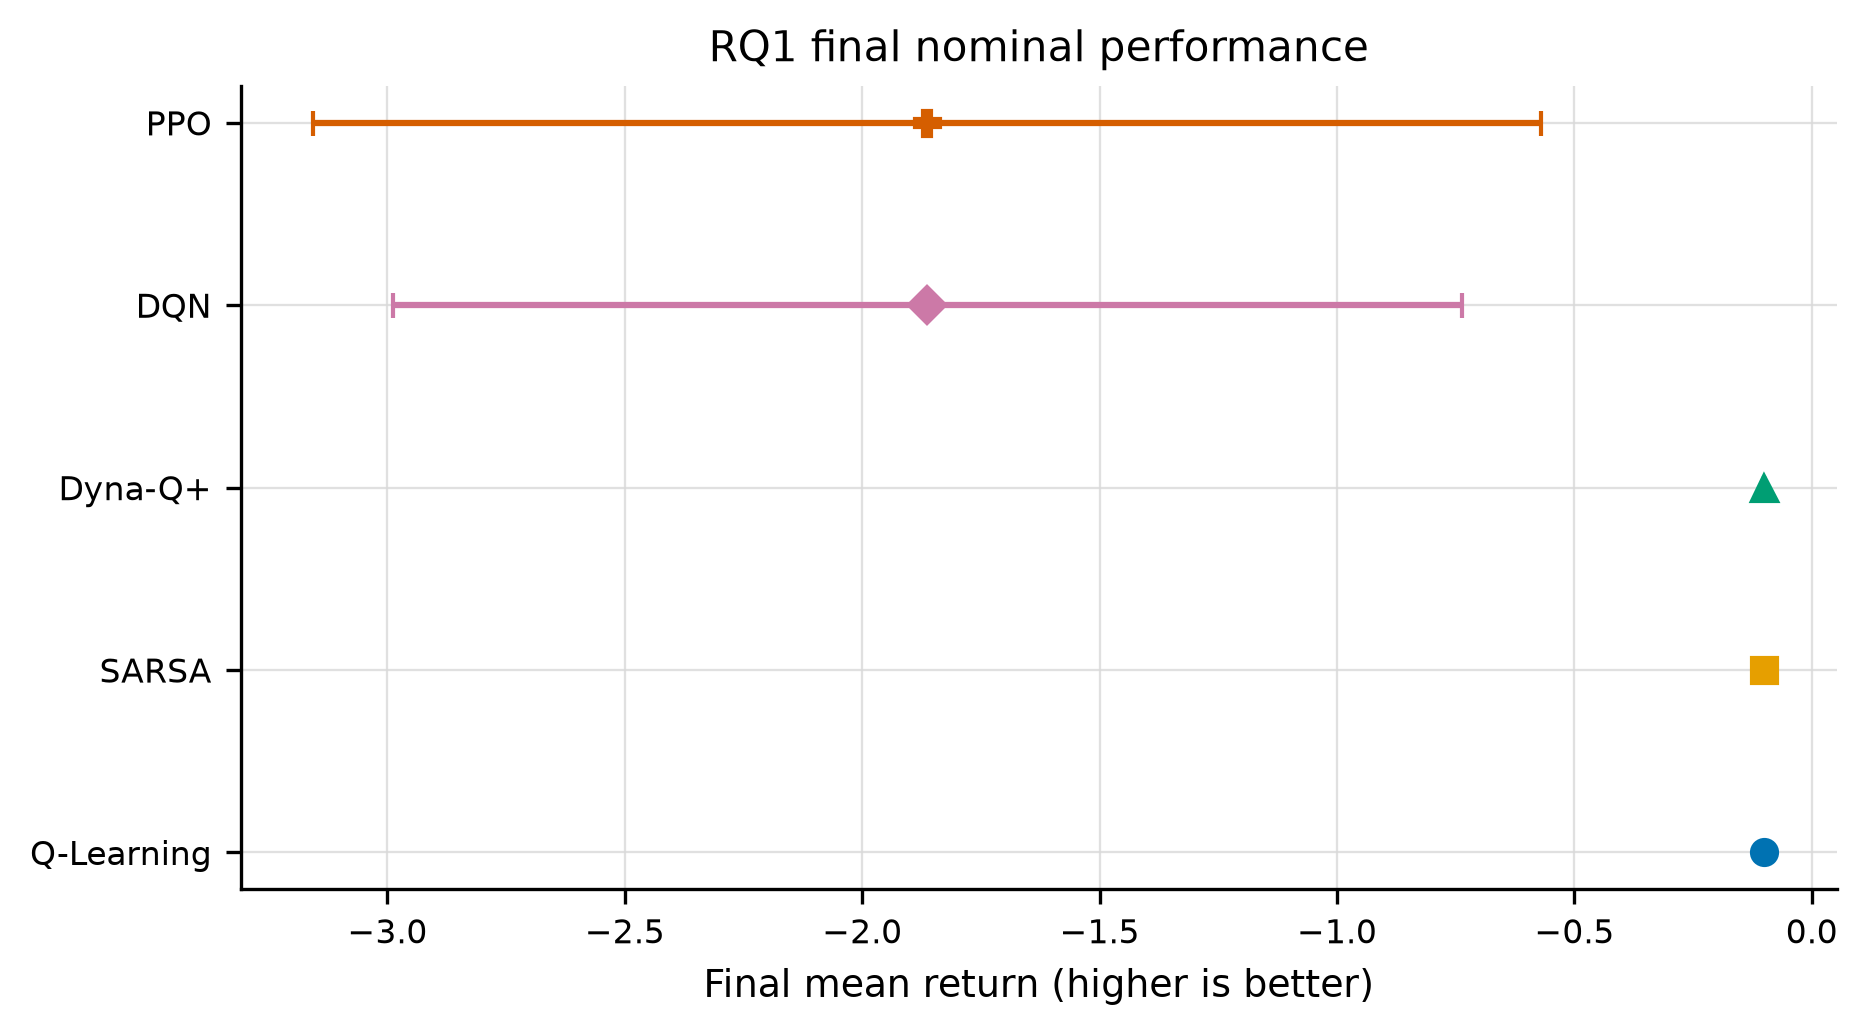 RQ1 final nominal performance
PPO
DQN
Dyna-Q+
SARSA
Q-Learning
−3.0 −2.5 −2.0 −1.5 −1.0 −0.5 0.0
Final mean return (higher is better)